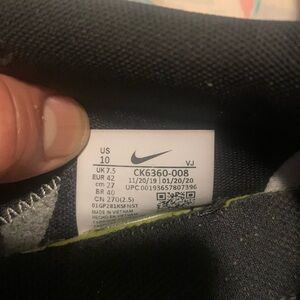 US
10
VJ
UK 7.5
EUR 42
cm 27
BR 40
CN 270(2.5)
CK6360-008
11/20/19 | 01/20/20
UPC:00193657807396
MADE IN VIETNAM